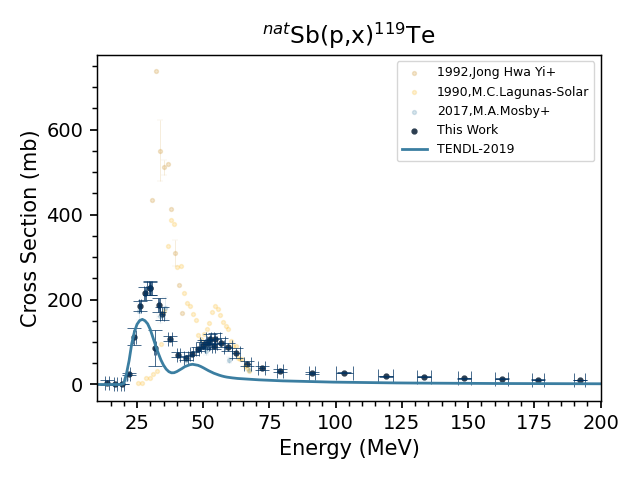 natSb(p,x)119Te
1992,Jong Hwa Yi+
1990,M.C.Lagunas-Solar
2017,M.A.Mosby+
This Work
TENDL-2019
Cross Section (mb)
600
400
200
0
25 50 75 100 125 150 175 200
Energy (MeV)